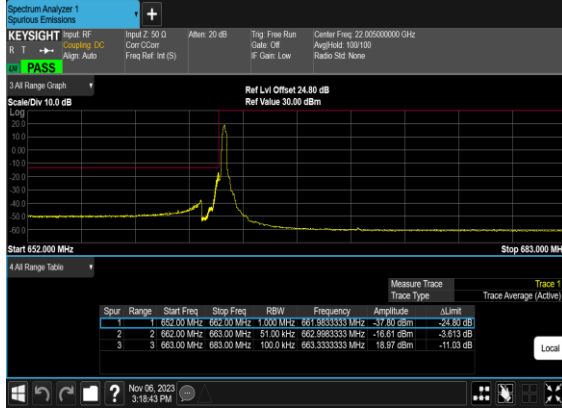 Spectrum Analyzer 1
Spurious Emissions
KEYSIGHT Input: RF Input Z: 50 Ω Atten: 20 dB Trig: Free Run Center Freq: 22.005000000 GHz
R T Coupling: DC Corr CCorr Gate: Off Avg|Hold: 100/100
Align: Auto Freq Ref: Int (S) IF Gain: Low Radio Std: None
PASS
3 All Range Graph
Ref Lvl Offset 24.80 dB
Scale/Div 10.0 dB Ref Value 30.00 dBm
Log
20.0
10.0
0.00
-10.0
-20.0
-30.0
-40.0
-50.0
-60.0
Start 652.000 MHz Stop 683.000 MH
4 All Range Table
Measure Trace Trace 1
Trace Type Trace Average (Active)
Spur Range Start Freq Stop Freq RBW Frequency Amplitude ΔLimit
1 1 652.00 MHz 662.00 MHz 1.000 MHz 661.9833333 MHz -37.80 dBm -24.80 dB
2 2 662.00 MHz 663.00 MHz 51.00 kHz 662.9983333 MHz -16.61 dBm -3.613 dB
3 3 663.00 MHz 683.00 MHz 100.0 kHz 663.3333333 MHz 18.97 dBm -11.03 dB
Local
? Nov 06, 2023
3:18:43 PM